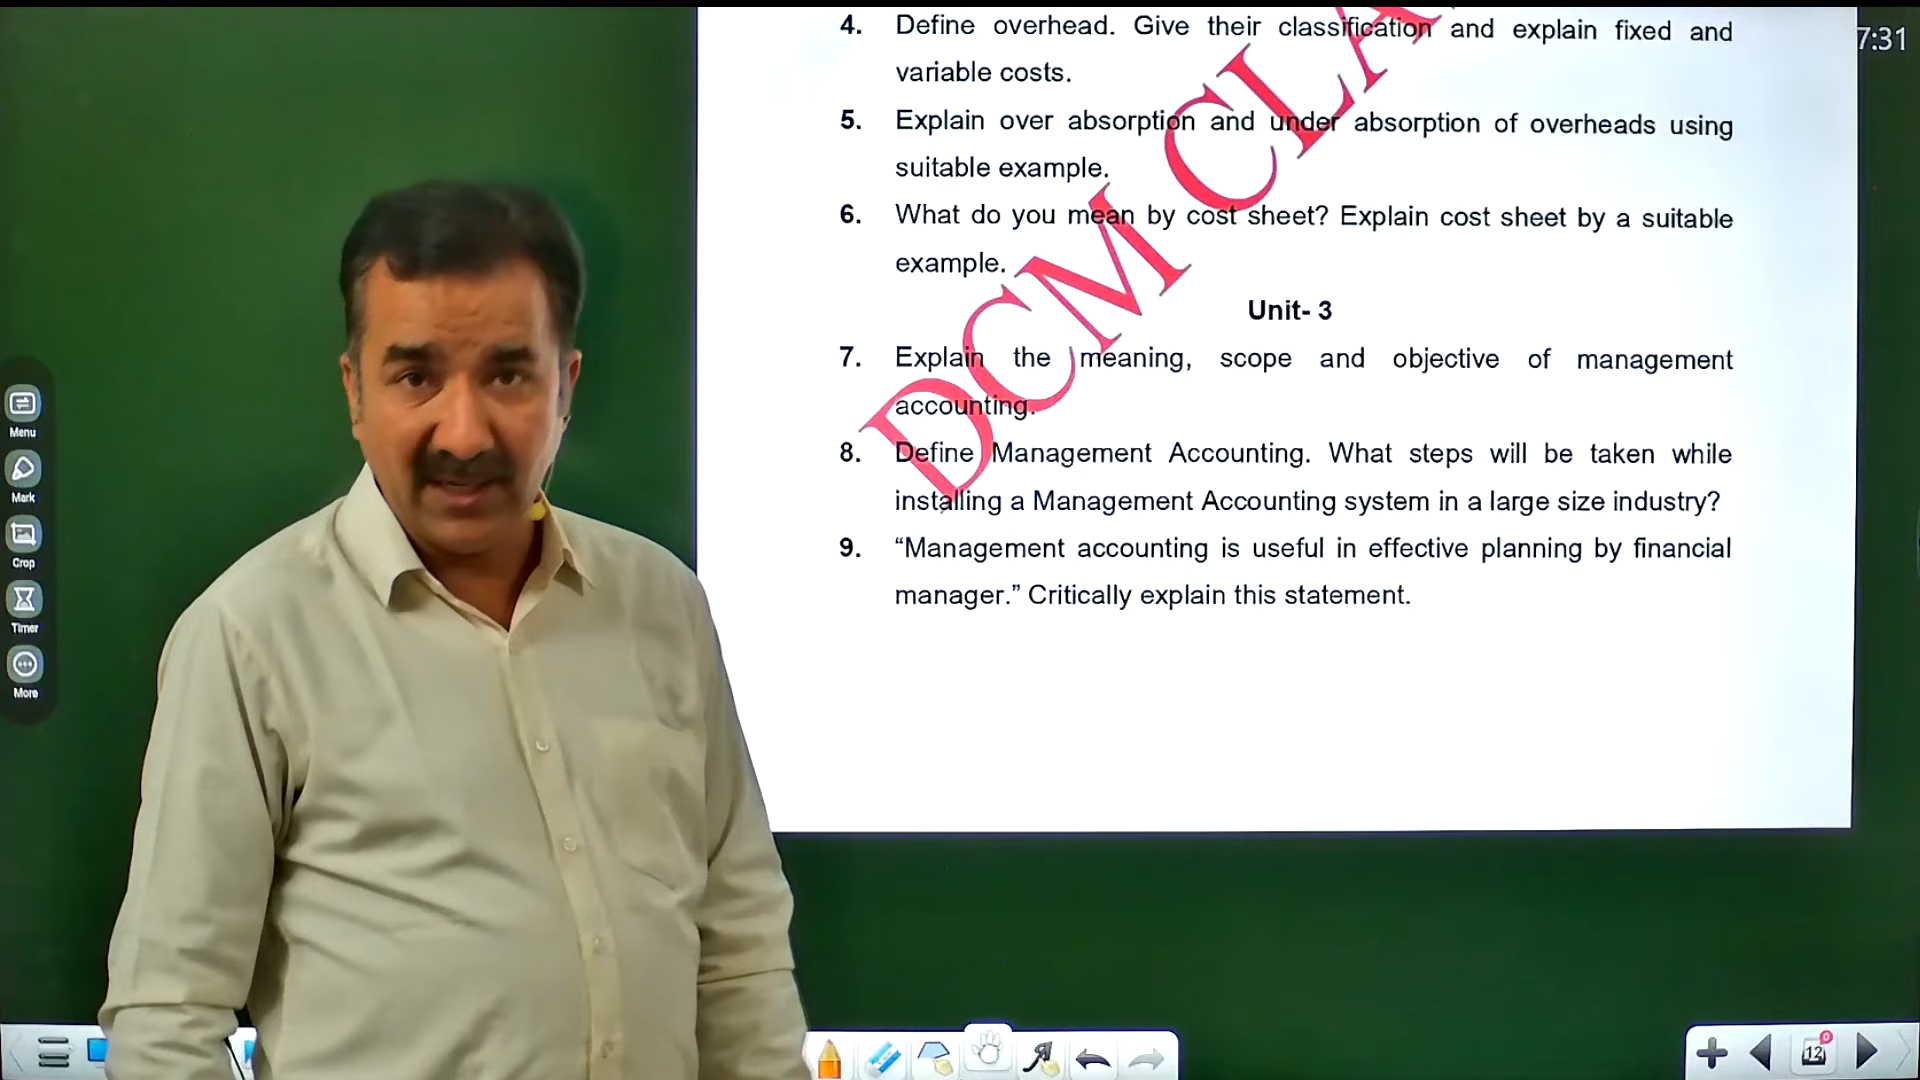 4. Define overhead. Give their classification and explain fixed and
variable costs.
5. Explain over absorption and under absorption of overheads using
suitable example.
6. What do you mean by cost sheet? Explain cost sheet by a suitable
example.
Unit- 3
7. Explain the meaning, scope and objective of management
accounting.
8. Define Management Accounting. What steps will be taken while
installing a Management Accounting system in a large size industry?
9. “Management accounting is useful in effective planning by financial
manager.” Critically explain this statement.
DCM CLA
7:31
Menu
Mark
Crop
Timer
More
12
0